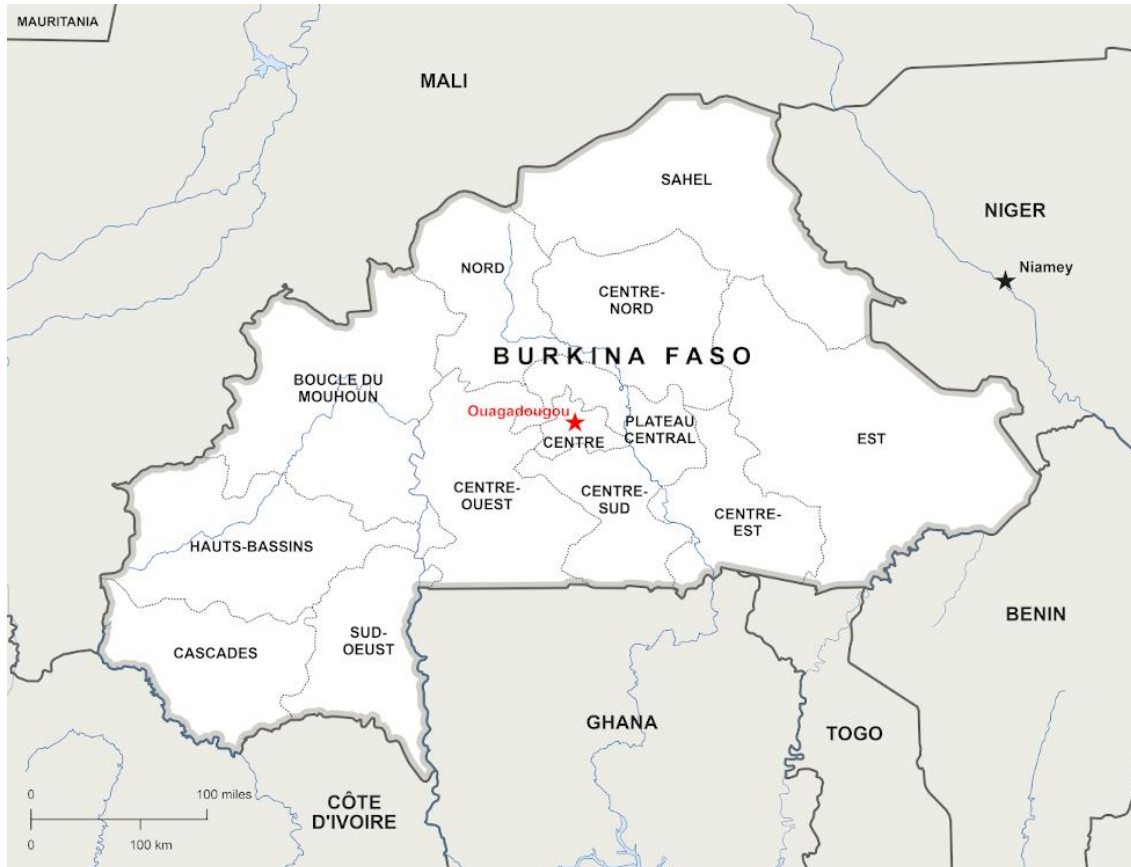 MAURITANIA
MALI
SAHEL
NIGER
Niamey
NORD
CENTRE-
NORD
BURKINA FASO
BOUCLE DU
MOUHOUN
Ouagadougou
PLATEAU
CENTRAL
CENTRE
EST
CENTRE-
OUEST
CENTRE-
SUD
CENTRE-
EST
HAUTS-BASSINS
BENIN
SUD-
OEUST
CASCADES
GHANA
TOGO
CÔTE
D'IVOIRE
0 100 miles
0 100 km